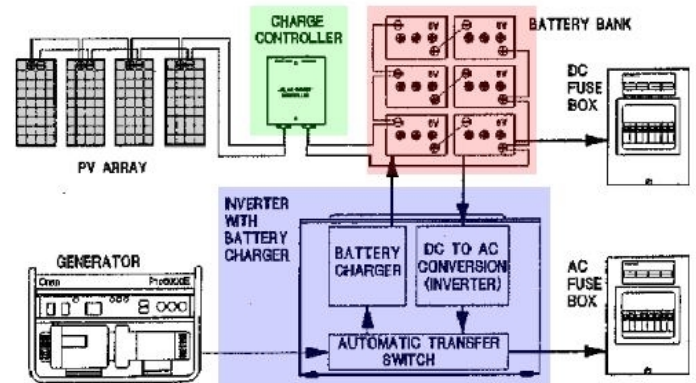 CHARGE
CONTROLLER
BATTERY BANK
6V
6V
6V
6V
6V
6V
DC
FUSE
BOX
PV ARRAY
INVERTER
WITH
BATTERY
CHARGER
BATTERY
CHARGER
DC TO AC
CONVERSION
(INVERTER)
GENERATOR
Onan
AC
FUSE
BOX
AUTOMATIC TRANSFER
SWITCH